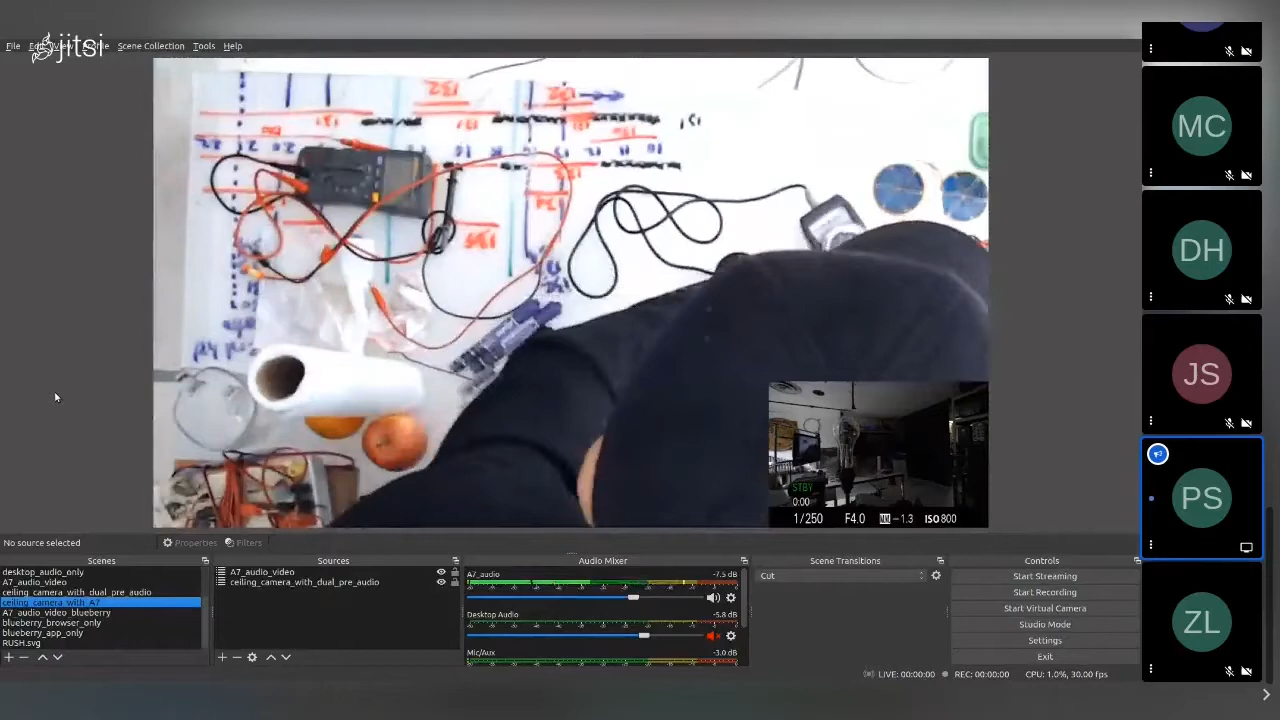 jitsi
File Edit View Profile Scene Collection Tools Help
MC
DH
JS
PS
ZL
STBY
0:00
1/250 F4.0 -1.3 ISO800
No source selected
Properties Filters
Scenes
desktop_audio_only
A7_audio_video
ceiling_camera_with_dual_pre_audio
ceiling_camera_with_A7
A7_audio_video_blueberry
blueberry_browser_only
blueberry_app_only
RUSH.svg
Sources
A7_audio_video
ceiling_camera_with_dual_pre_audio
Audio Mixer
A7_audio -7.5 dB
Desktop Audio -5.8 dB
Mic/Aux -3.0 dB
Scene Transitions
Cut
Controls
Start Streaming
Start Recording
Start Virtual Camera
Studio Mode
Settings
Exit
LIVE: 00:00:00 REC: 00:00:00 CPU: 1.0%, 30.00 fps